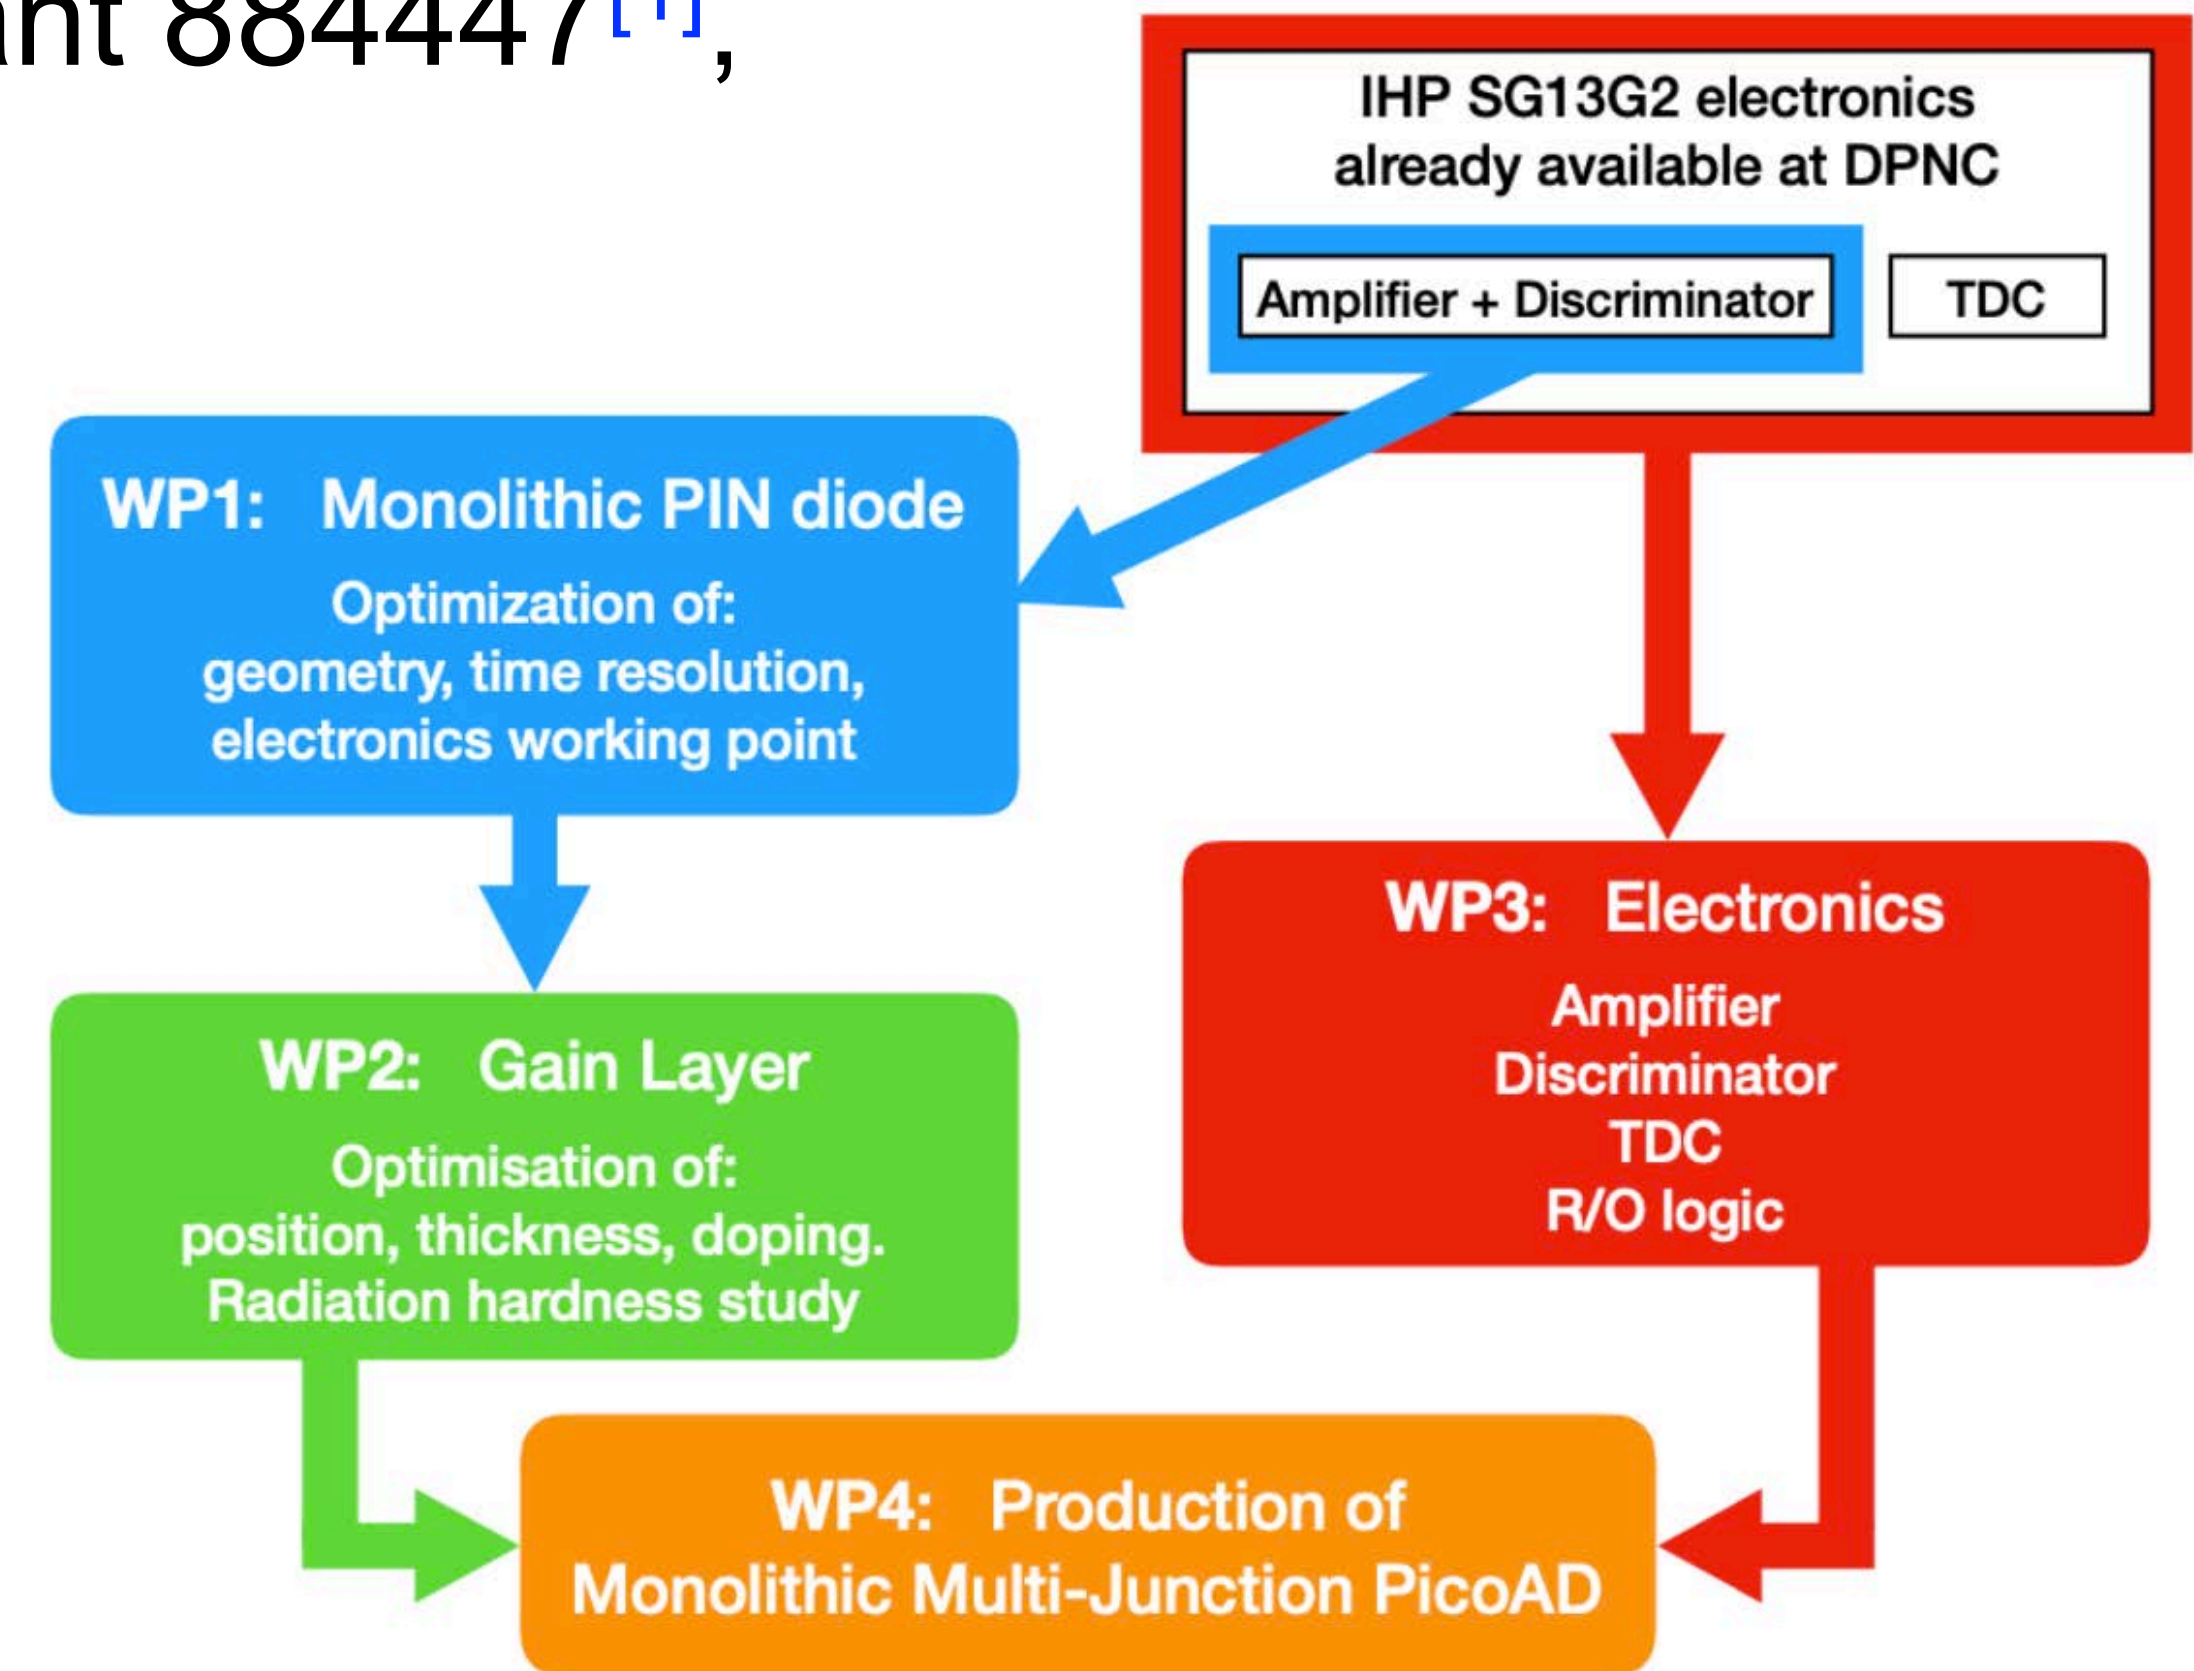 884447[1],
IHP SG13G2 electronics
already available at DPNC
Amplifier + Discriminator
TDC
WP1: Monolithic PIN diode
Optimization of:
geometry, time resolution,
electronics working point
WP2: Gain Layer
Optimisation of:
position, thickness, doping.
Radiation hardness study
WP3: Electronics
Amplifier
Discriminator
TDC
R/O logic
WP4: Production of
Monolithic Multi-Junction PicoAD